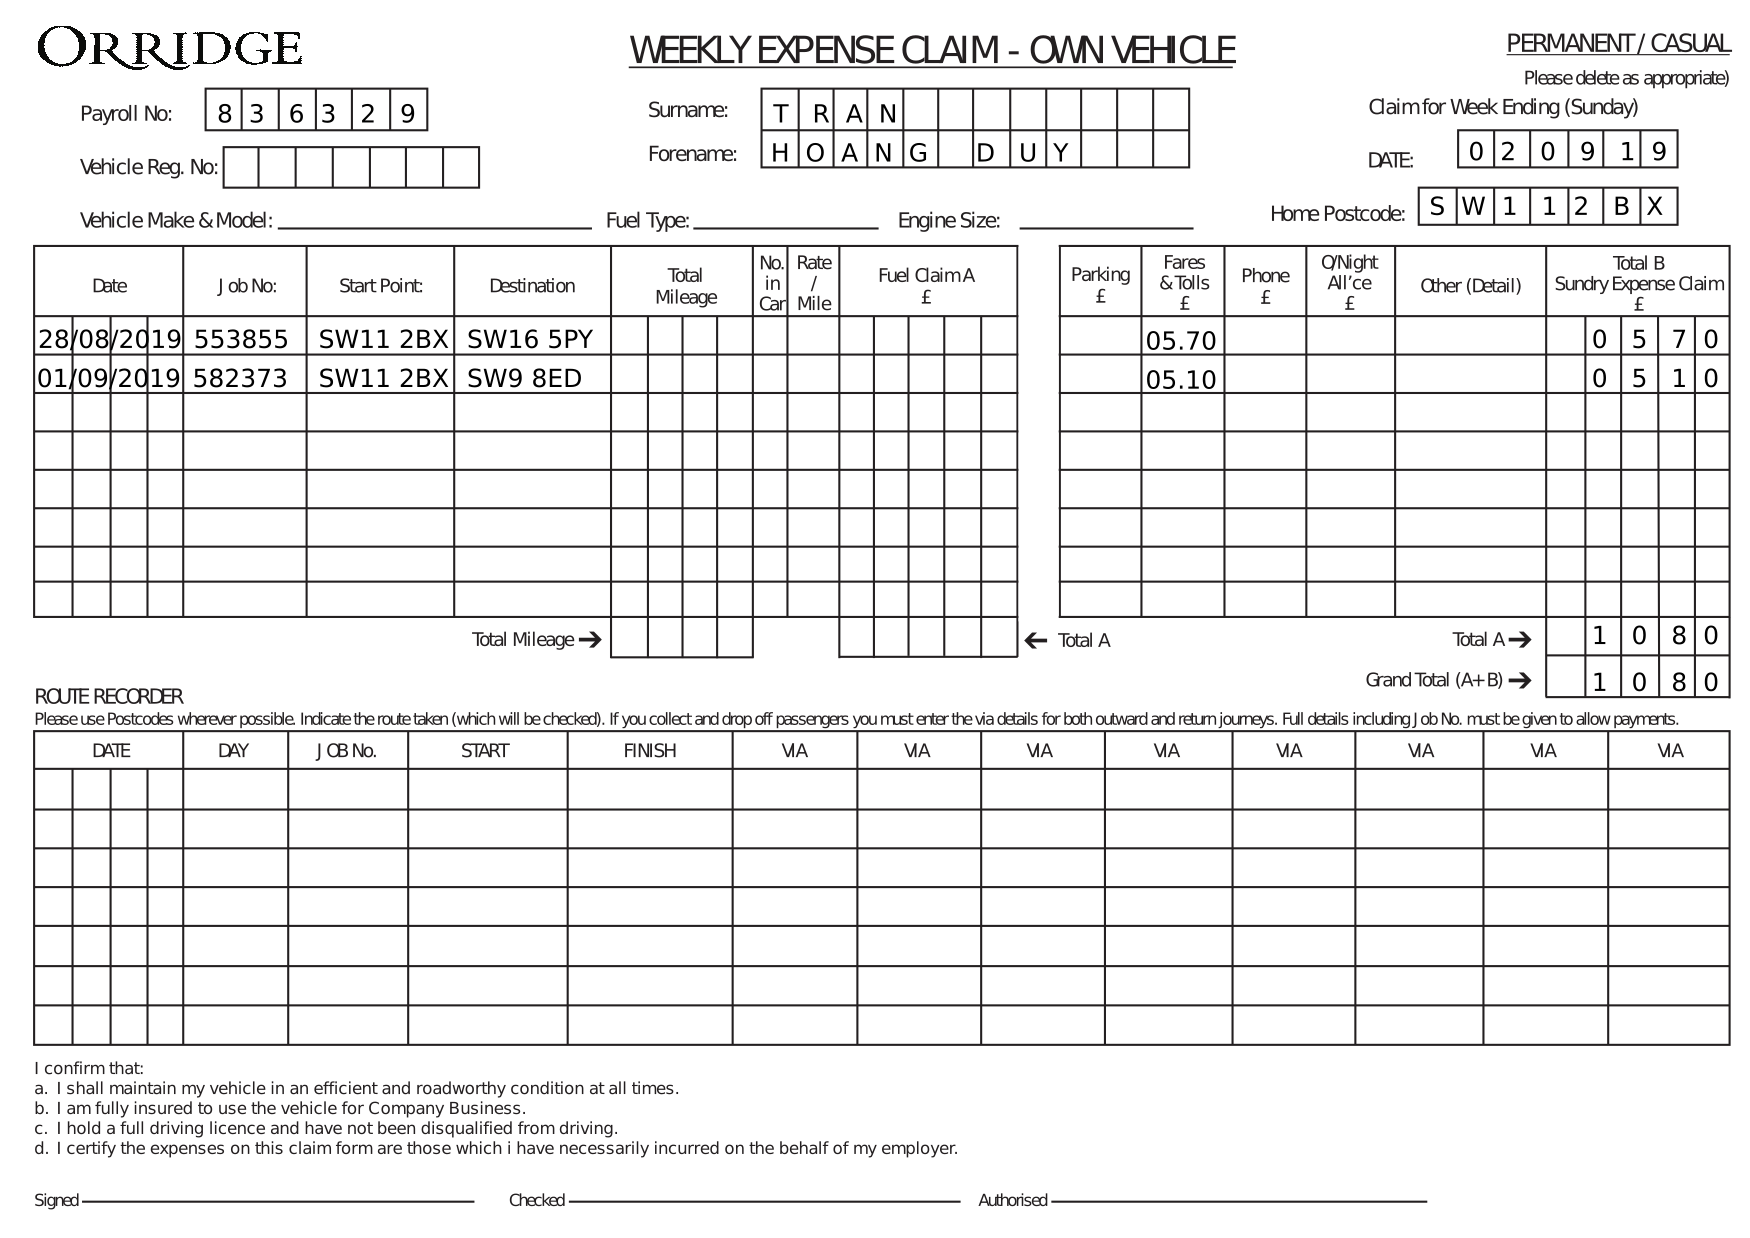 ORRIDGE
WEEKLY EXPENSE CLAIM - OWN VEHICLE
PERMANENT / CASUAL
Please delete as appropriate)
Payroll No: 8 3 6 3 2 9
Surname: T R A N
Claim for Week Ending (Sunday)
Vehicle Reg. No:
Forename: H O A N G D U Y
DATE: 0 2 0 9 1 9
Vehicle Make & Model:
Fuel Type:
Engine Size:
Home Postcode: S W 1 1 2 B X
Date Job No: Start Point: Destination Total Mileage No. in Car Rate / Mile Fuel Claim A £ Parking £ Fares & Tolls £ Phone £ O/Night All'ce £ Other (Detail) Total B Sundry Expense Claim £
28/08/2019 553855 SW11 2BX SW16 5PY 05.70 0 5 7 0
01/09/2019 582373 SW11 2BX SW9 8ED 05.10 0 5 1 0
Total Mileage → ← Total A Total A → 1 0 8 0
Grand Total (A+ B) → 1 0 8 0
ROUTE RECORDER
Please use Postcodes wherever possible. Indicate the route taken (which will be checked). If you collect and drop off passengers you must enter the via details for both outward and return journeys. Full details including Job No. must be given to allow payments.
DATE DAY JOB No. START FINISH VIA VIA VIA VIA VIA VIA VIA VIA
I confirm that:
a. I shall maintain my vehicle in an efficient and roadworthy condition at all times.
b. I am fully insured to use the vehicle for Company Business.
c. I hold a full driving licence and have not been disqualified from driving.
d. I certify the expenses on this claim form are those which i have necessarily incurred on the behalf of my employer.
Signed Checked Authorised